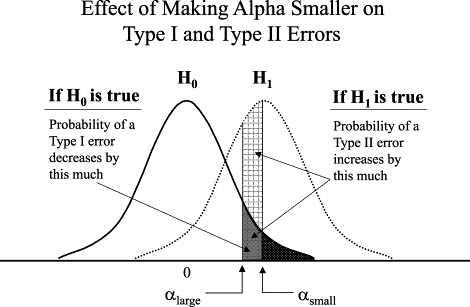 Effect of Making Alpha Smaller on
Type I and Type II Errors
H₀
H₁
If H₀ is true
Probability of a
Type I error
decreases by
this much
If H₁ is true
Probability of a
Type II error
increases by
this much
0
α large
α small